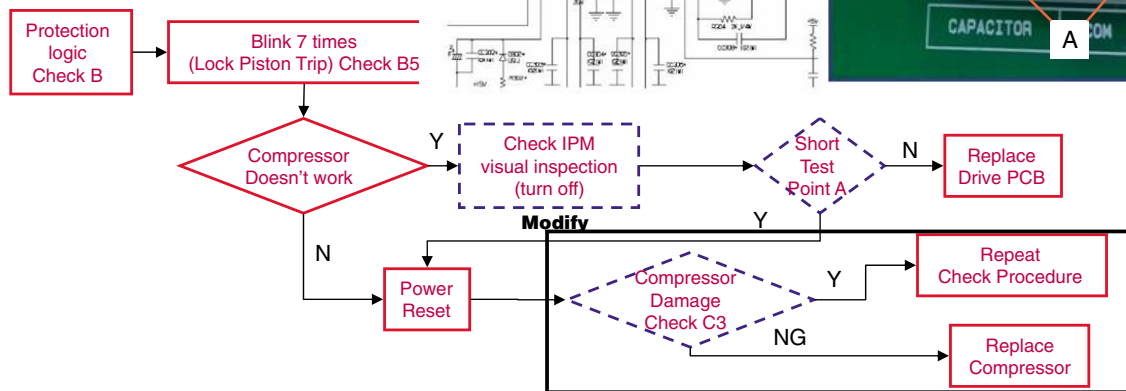 Protection
logic
Check B
Blink 7 times
(Lock Piston Trip) Check B5
CAPACITOR
COM
A
Compressor
Doesn't work
Y
Check IPM
visual inspection
(turn off)
Short
Test
Point A
N
Replace
Drive PCB
Modify
Y
N
Power
Reset
Compressor
Damage
Check C3
Y
Repeat
Check Procedure
NG
Replace
Compressor